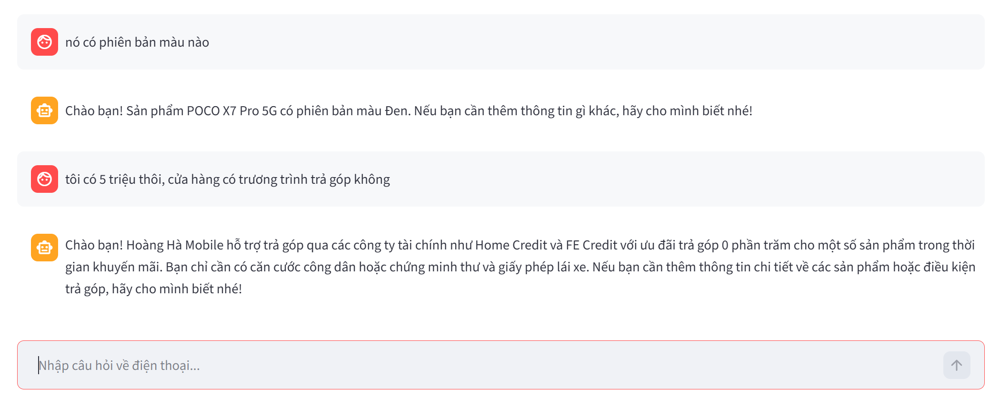 nó có phiên bản màu nào
Chào bạn! Sản phẩm POCO X7 Pro 5G có phiên bản màu Đen. Nếu bạn cần thêm thông tin gì khác, hãy cho mình biết nhé!
tôi có 5 triệu thôi, cửa hàng có trương trình trả góp không
Chào bạn! Hoàng Hà Mobile hỗ trợ trả góp qua các công ty tài chính như Home Credit và FE Credit với ưu đãi trả góp 0 phần trăm cho một số sản phẩm trong thời
gian khuyến mãi. Bạn chỉ cần có căn cước công dân hoặc chứng minh thư và giấy phép lái xe. Nếu bạn cần thêm thông tin chi tiết về các sản phẩm hoặc điều kiện
trả góp, hãy cho mình biết nhé!
Nhập câu hỏi về điện thoại...